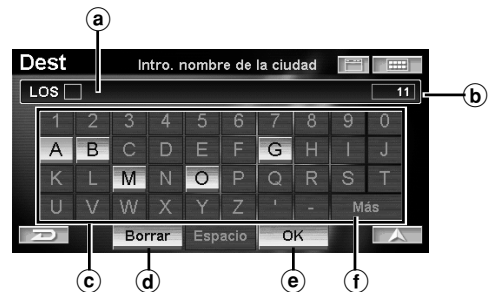 a
Dest Intro. nombre de la ciudad
LOS 11
b
1 2 3 4 5 6 7 8 9 0
A B C D E F G H I J
K L M N O P Q R S T
U V W X Y Z ' - Más
Borrar Espacio OK
c d e f